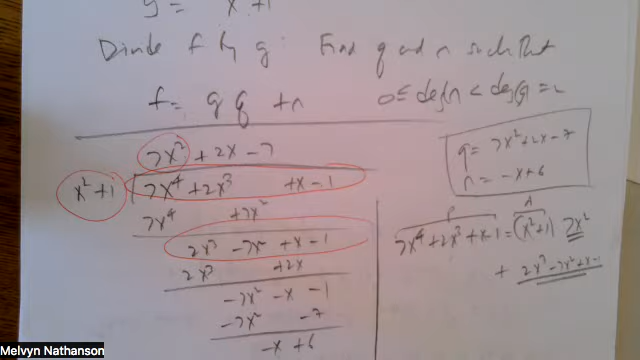 g = x² + 1
Divide f by g: Find q and r such that
f = g q + r 0 ≤ deg r < deg(g) = 2
7x² + 2x - 7
x² + 1 7x⁴ + 2x³ + x - 1
7x⁴ + 7x²
2x³ - 7x² + x - 1
2x³ + 2x
-7x² - x - 1
-7x² - 7
-x + 6
q = 7x² + 2x - 7
r = -x + 6
7x⁴ + 2x³ + x - 1 = (x² + 1) 7x²
+ 2x³ - 7x² + x - 1
Melvyn Nathanson